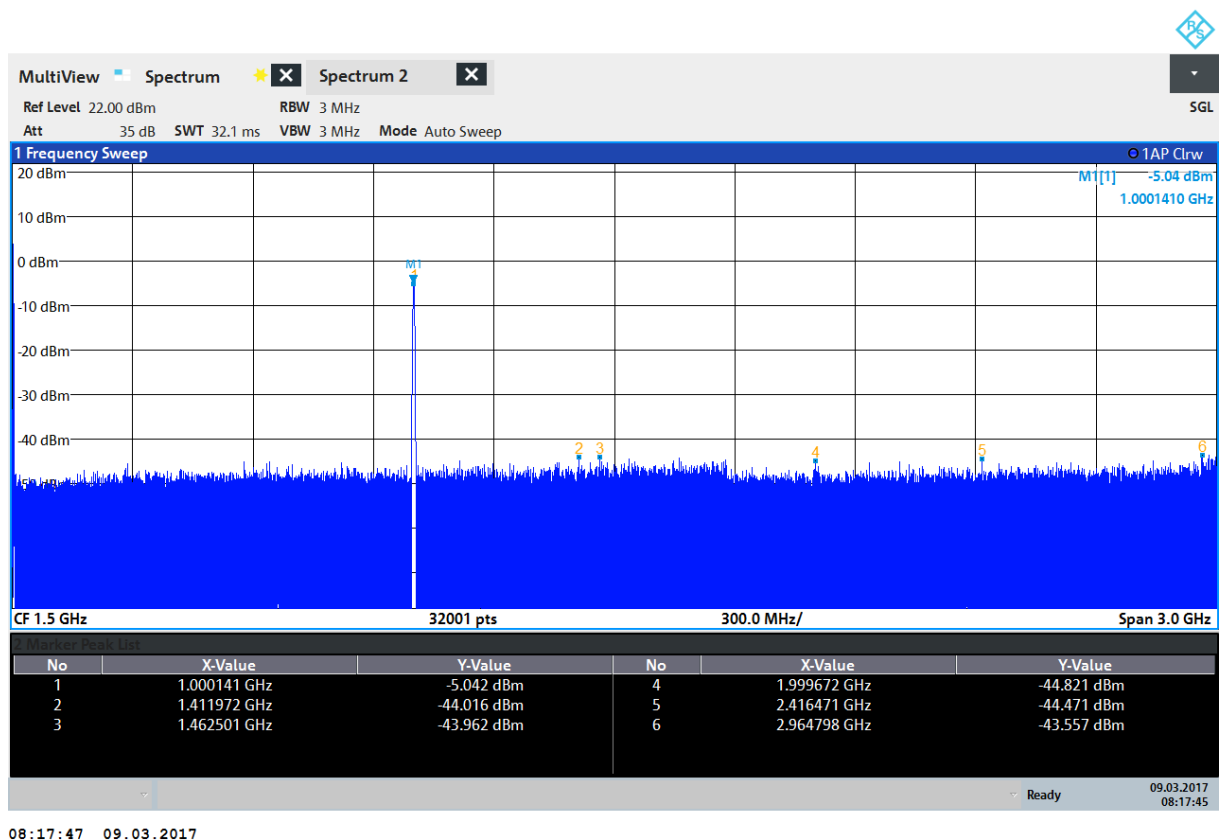 R&S
MultiView Spectrum Spectrum 2
Ref Level 22.00 dBm RBW 3 MHz SGL
Att 35 dB SWT 32.1 ms VBW 3 MHz Mode Auto Sweep
1 Frequency Sweep 1AP Clrw
20 dBm M1[1] -5.04 dBm
1.0001410 GHz
10 dBm
0 dBm
M1
1
-10 dBm
-20 dBm
-30 dBm
-40 dBm
2 3 4 5 6
-50 dBm
CF 1.5 GHz 32001 pts 300.0 MHz/ Span 3.0 GHz
2 Marker Peak List
No X-Value Y-Value No X-Value Y-Value
1 1.000141 GHz -5.042 dBm 4 1.999672 GHz -44.821 dBm
2 1.411972 GHz -44.016 dBm 5 2.416471 GHz -44.471 dBm
3 1.462501 GHz -43.962 dBm 6 2.964798 GHz -43.557 dBm
Ready 09.03.2017
08:17:45
08:17:47 09.03.2017